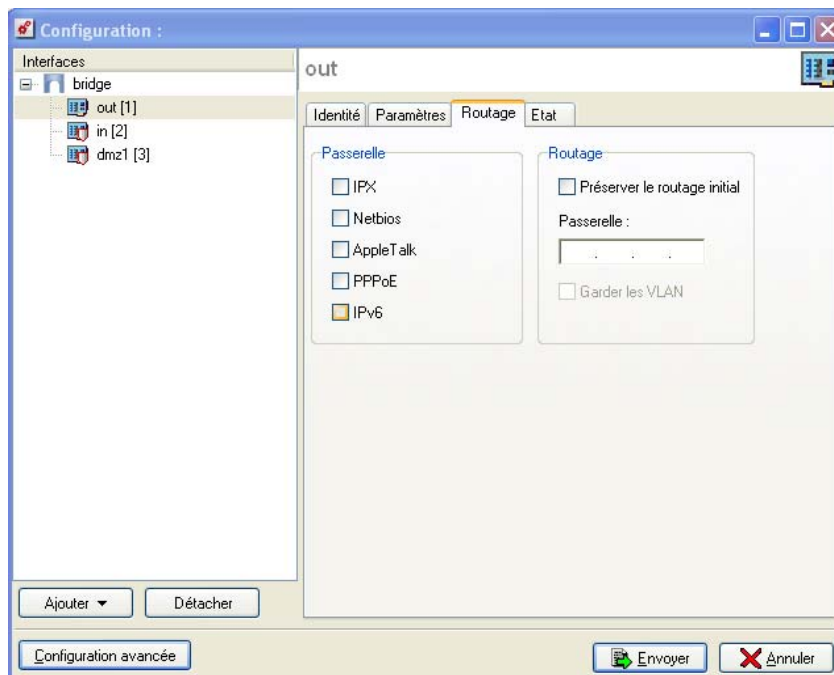 Configuration :
Interfaces
bridge
out [1]
in [2]
dmz1 [3]
out
Identité Paramètres Routage Etat
Passerelle
IPX
Netbios
AppleTalk
PPPoE
IPv6
Routage
Préserver le routage initial
Passerelle :
. . .
Garder les VLAN
Ajouter Détacher
Configuration avancée Envoyer Annuler